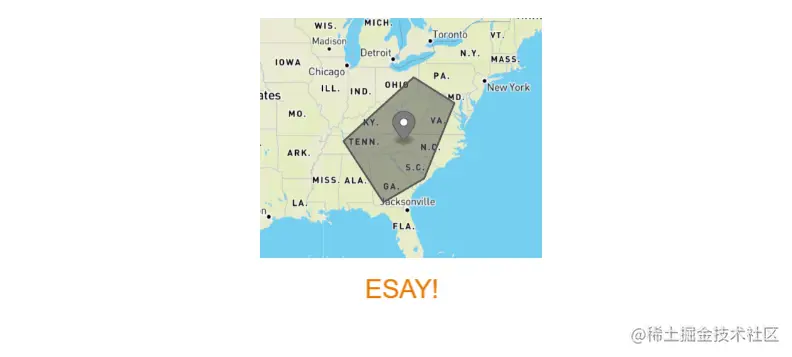 WIS.
MICH.
Toronto
VT.
Madison
Detroit
N.Y.
MASS.
IOWA
Chicago
PA.
OHIO
ILL.
IND.
New York
ates
MD.
MO.
KY.
VA.
TENN.
N.C.
ARK.
S.C.
MISS.
ALA.
GA.
LA.
Jacksonville
n
FLA.
ESAY!
@稀土掘金技术社区